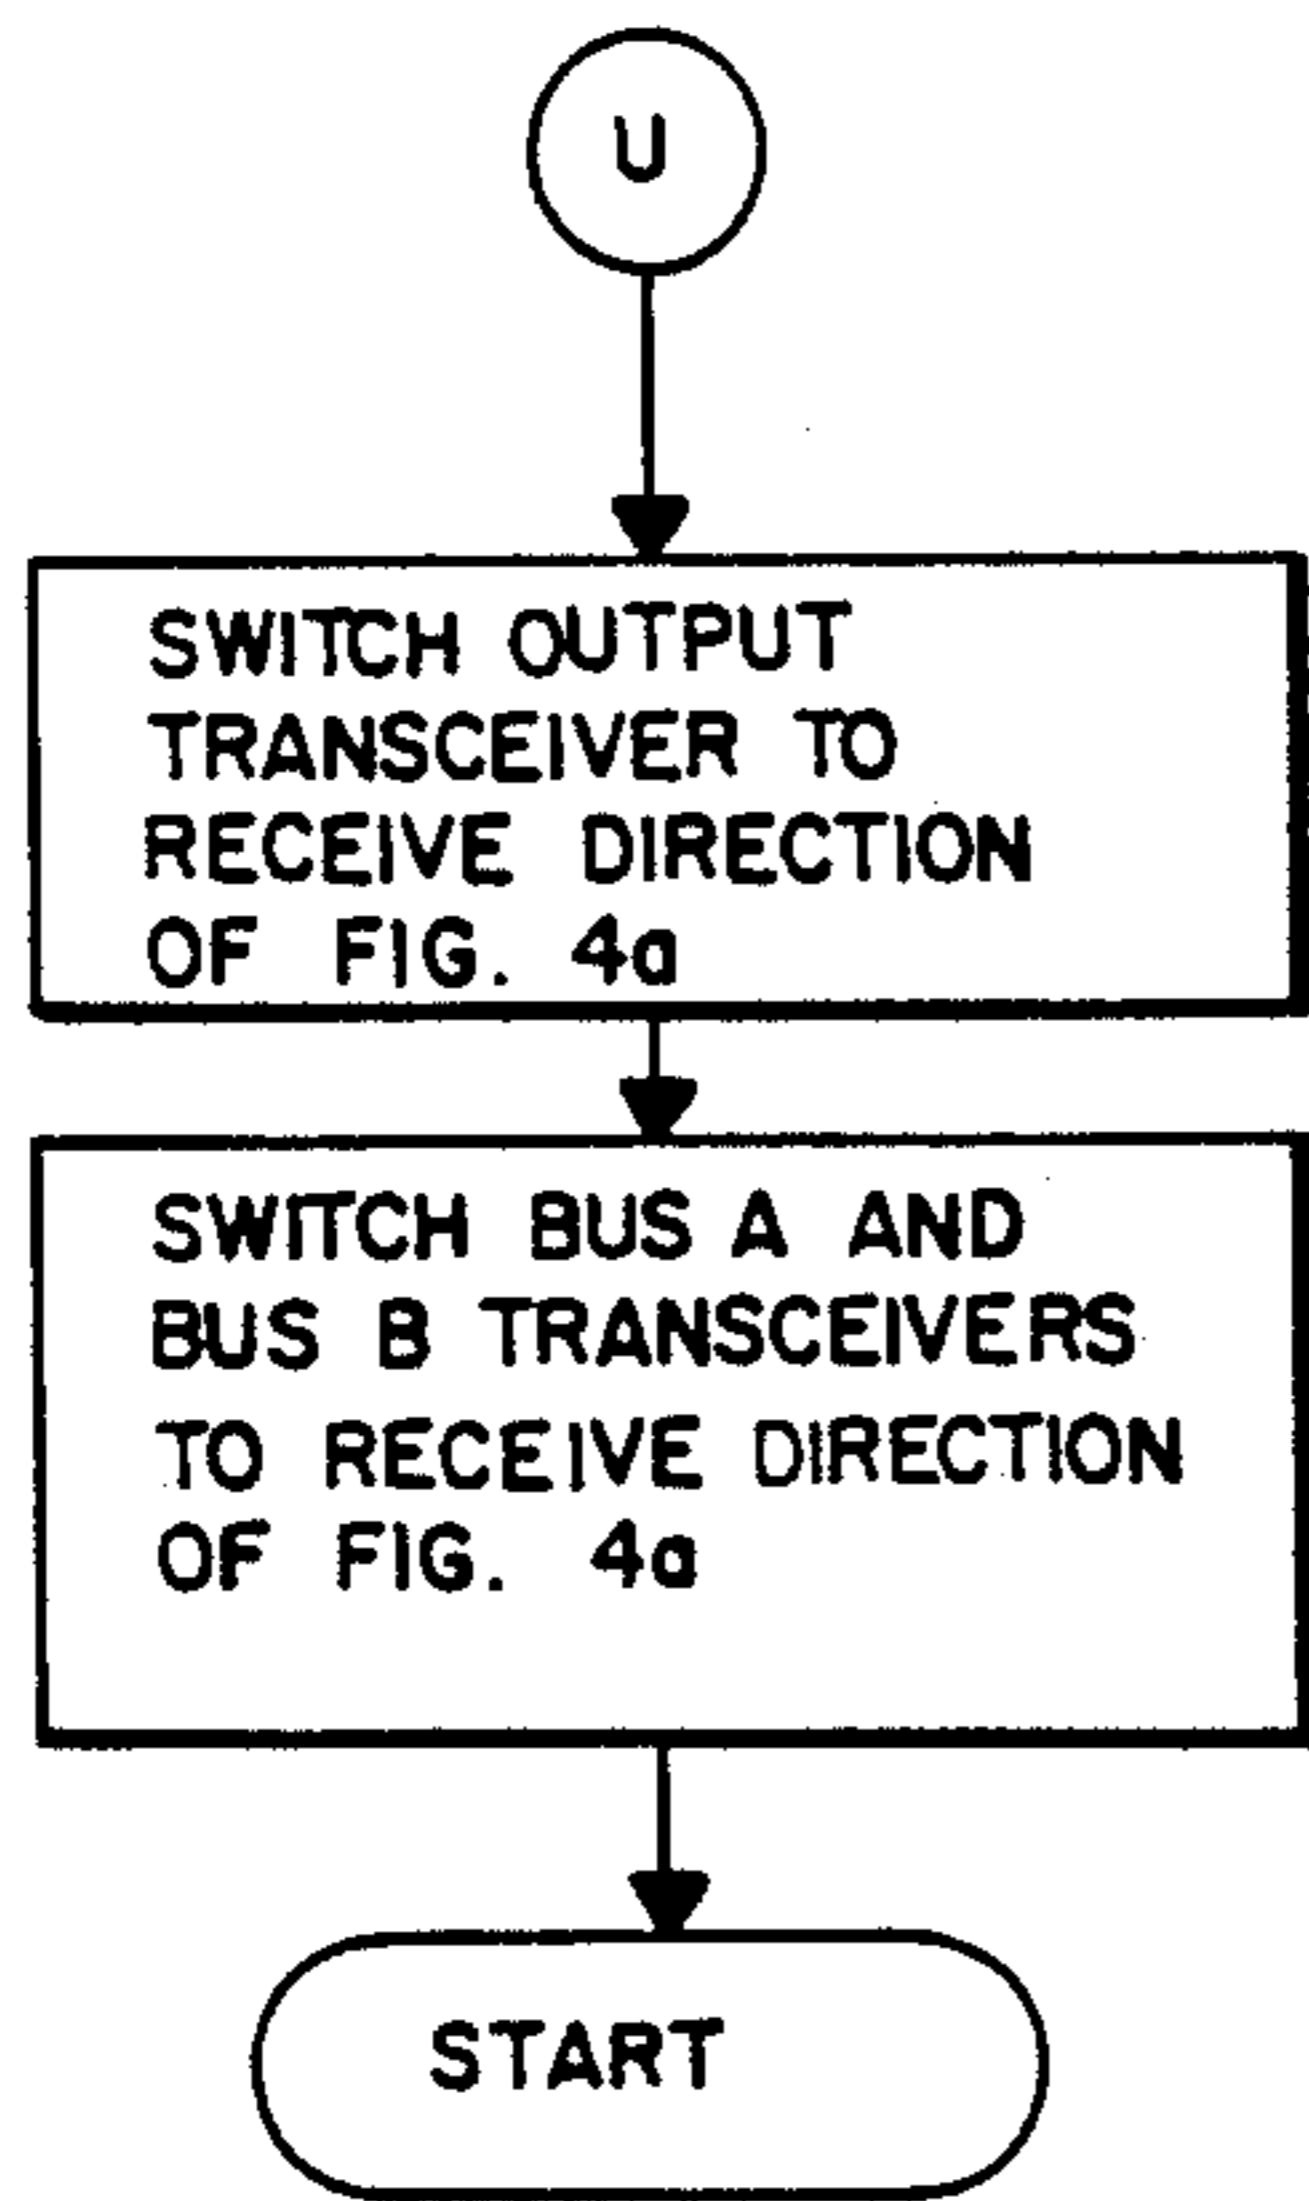 U
SWITCH OUTPUT
TRANSCEIVER TO
RECEIVE DIRECTION
OF FIG. 4a
SWITCH BUS A AND
BUS B TRANSCEIVERS
TO RECEIVE DIRECTION
OF FIG. 4a
START